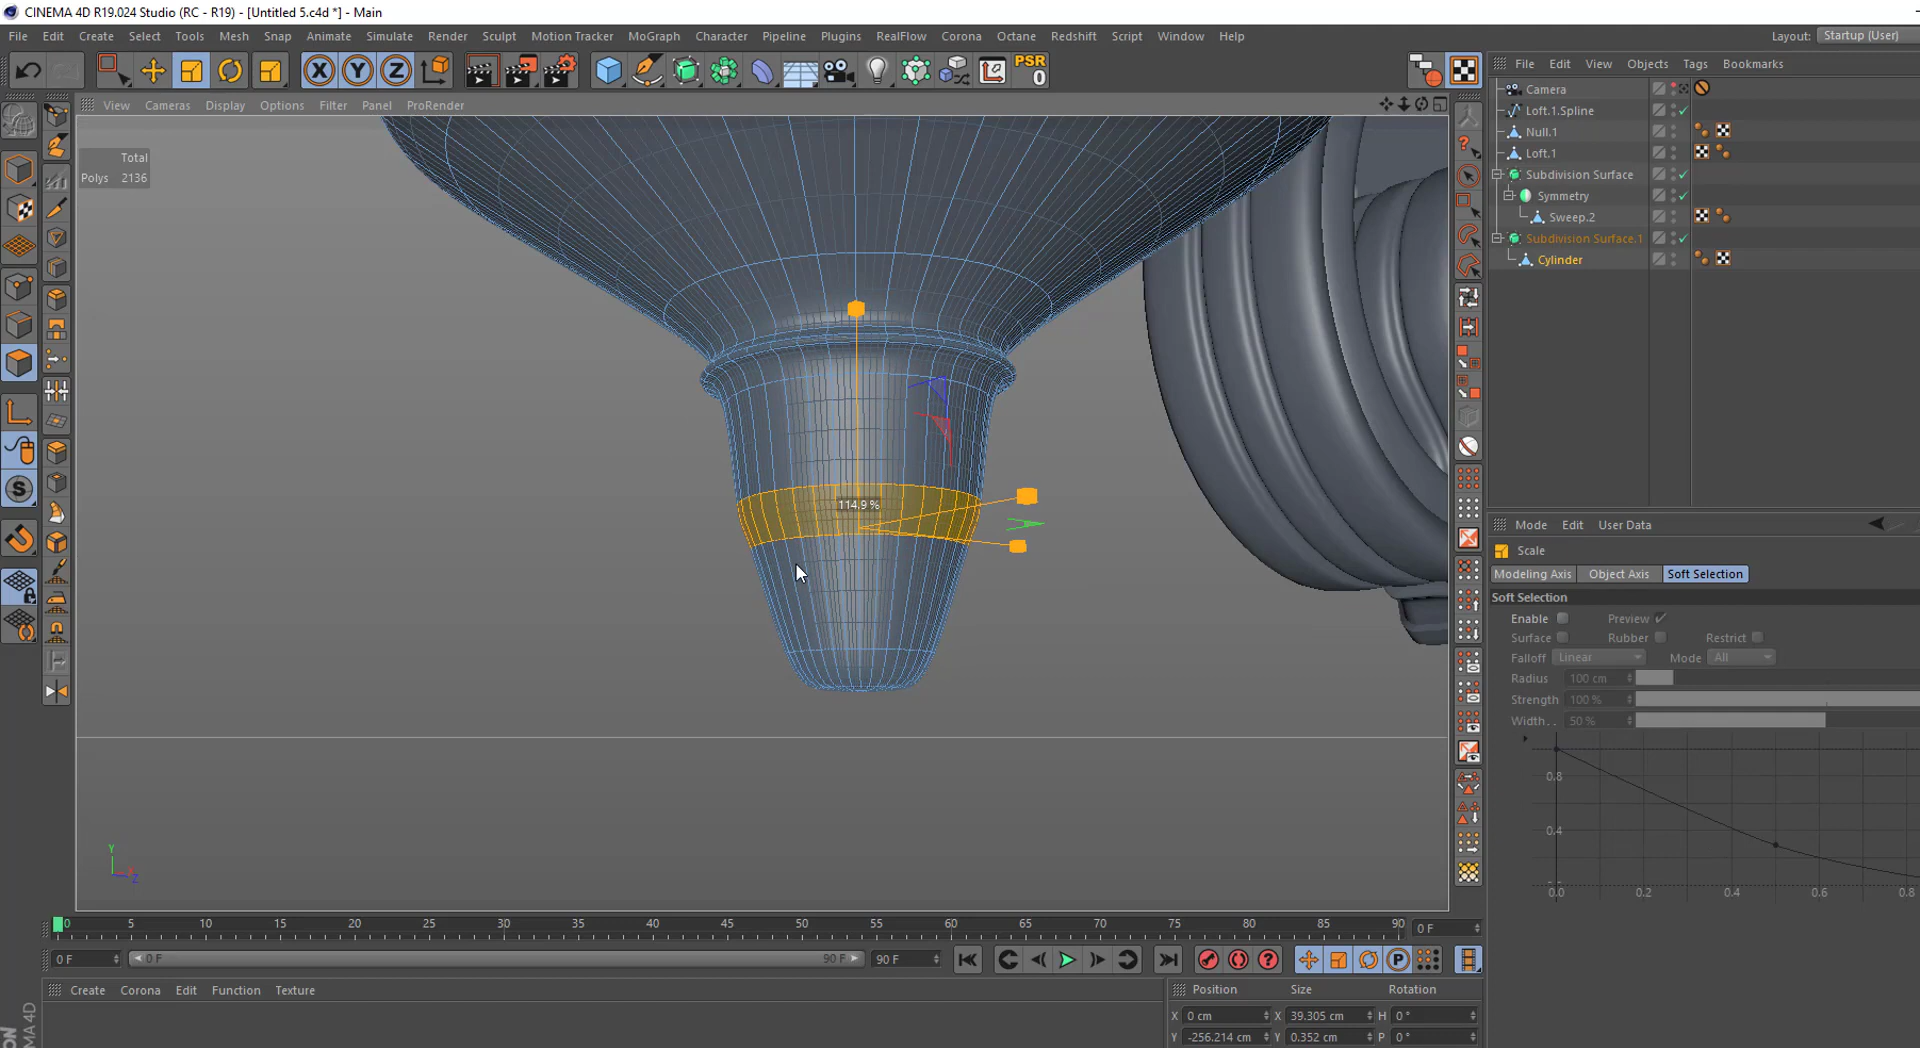 CINEMA 4D R19.024 Studio (RC - R19) - [Untitled 5.c4d *] - Main
File Edit Create Select Tools Mesh Snap Animate Simulate Render Sculpt Motion Tracker MoGraph Character Pipeline Plugins RealFlow Corona Octane Redshift Script Window Help
Layout: Startup (User)
X Y Z PSR 0
File Edit View Objects Tags Bookmarks
View Cameras Display Options Filter Panel ProRender
Camera
Loft.1.Spline
Null.1
Loft.1
Subdivision Surface
Symmetry
Sweep.2
Subdivision Surface.1
Cylinder
Total
Polys 2136
114.9 %
S
Y
Z
Mode Edit User Data
Scale
Modeling Axis Object Axis Soft Selection
Soft Selection
Enable Preview
Surface Rubber Restrict
Falloff Linear Mode All
Radius 100 cm
Strength 100 %
Width.. 50 %
0.8
0.4
0.0 0.2 0.4 0.6 0.8
0 5 10 15 20 25 30 35 40 45 50 55 60 65 70 75 80 85 90 0 F
0 F 0 F 90 F 90 F
P
Create Corona Edit Function Texture
Position Size Rotation
X 0 cm X 39.305 cm H 0 °
Y -256.214 cm Y 0.352 cm P 0 °